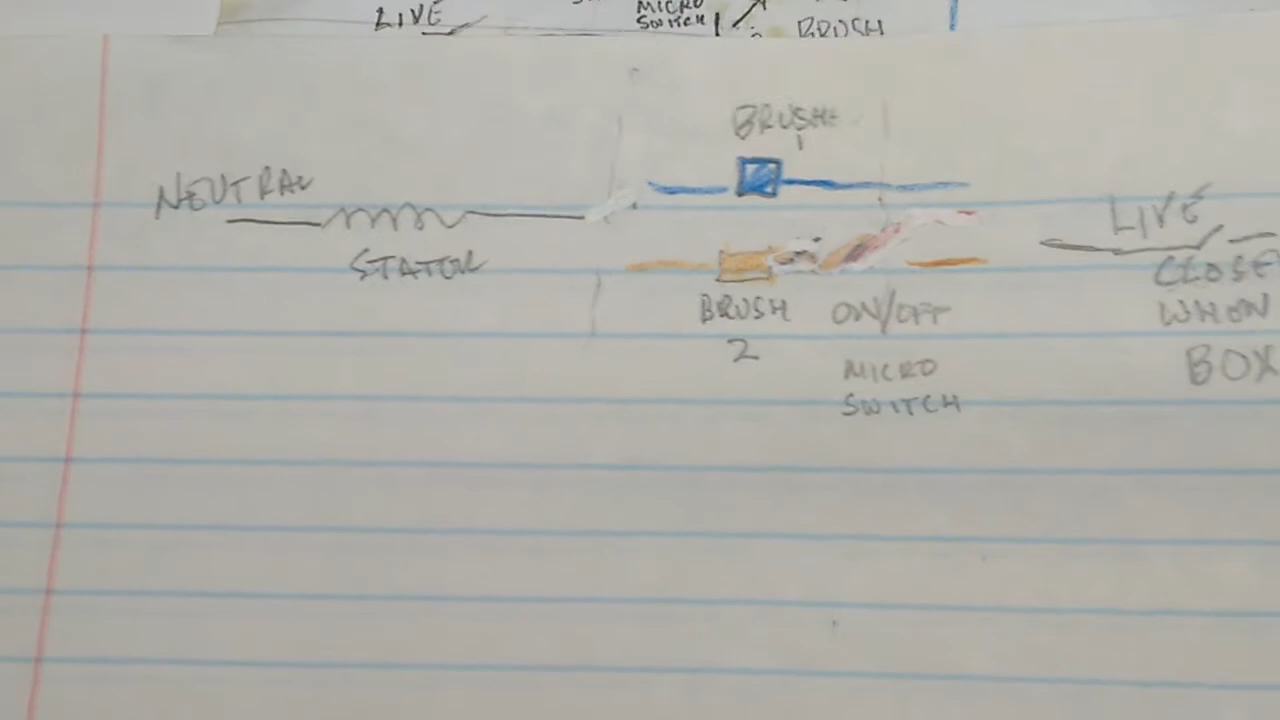 LIVE
MICRO
SWITCH
BRUSH
BRUSH
1
NEUTRAL
STATOR
BRUSH
2
ON/OFF
MICRO
SWITCH
LIVE
CLOSE
WHEN
BOX